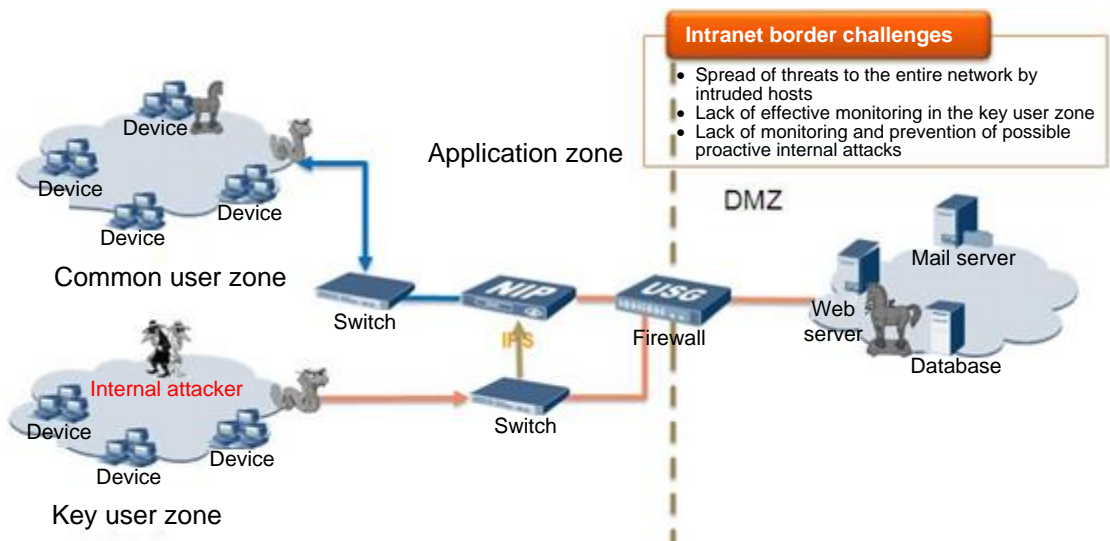 Intranet border challenges
• Spread of threats to the entire network by
intruded hosts
• Lack of effective monitoring in the key user zone
• Lack of monitoring and prevention of possible
proactive internal attacks
Device
Device
Device
Device
Common user zone
Application zone
DMZ
Mail server
Web
server
Database
NIP
USG
Switch
IPS
Firewall
Internal attacker
Device
Device
Device
Switch
Key user zone